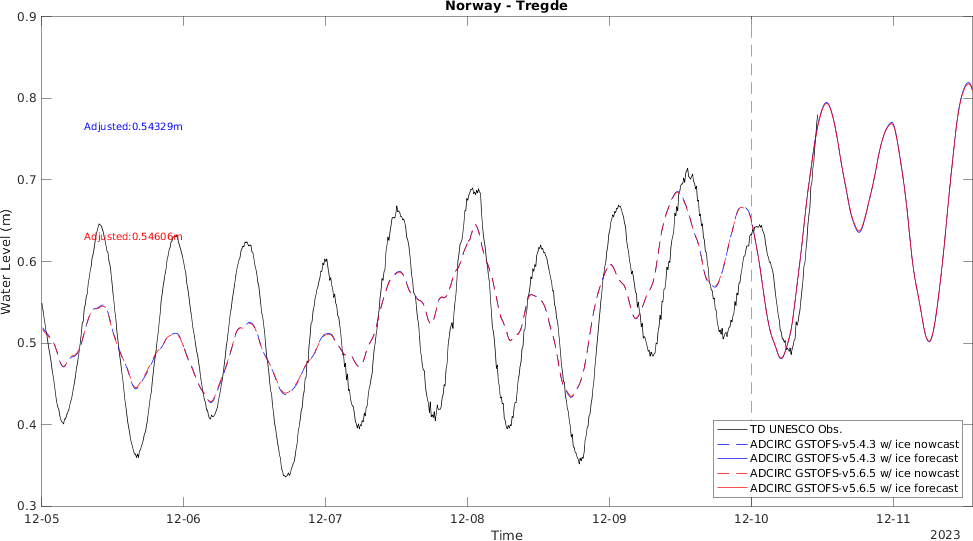 Norway - Tregde
0.9
0.8
0.7
0.6
0.5
0.4
0.3
Water Level (m)
Adjusted:0.54329m
Adjusted:0.54606m
TD UNESCO Obs.
ADCIRC GSTOFS-v5.4.3 w/ ice nowcast
ADCIRC GSTOFS-v5.4.3 w/ ice forecast
ADCIRC GSTOFS-v5.6.5 w/ ice nowcast
ADCIRC GSTOFS-v5.6.5 w/ ice forecast
12-05 12-06 12-07 12-08 12-09 12-10 12-11
Time
2023